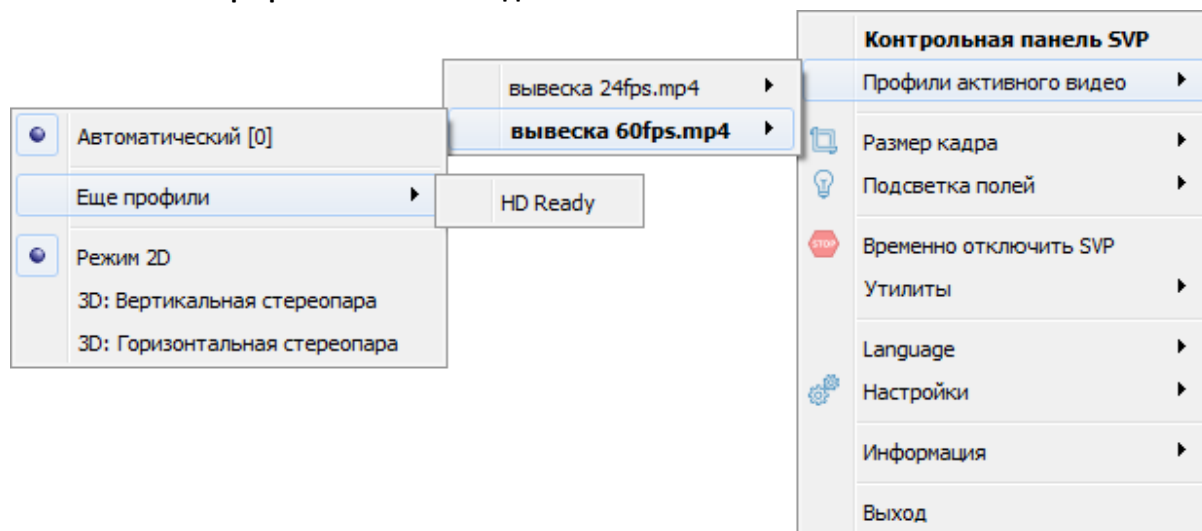 Контрольная панель SVP
Профили активного видео
Размер кадра
Подсветка полей
STOP
Временно отключить SVP
Утилиты
Language
Настройки
Информация
Выход
вывеска 24fps.mp4
вывеска 60fps.mp4
Автоматический [0]
Еще профили
Режим 2D
3D: Вертикальная стереопара
3D: Горизонтальная стереопара
HD Ready